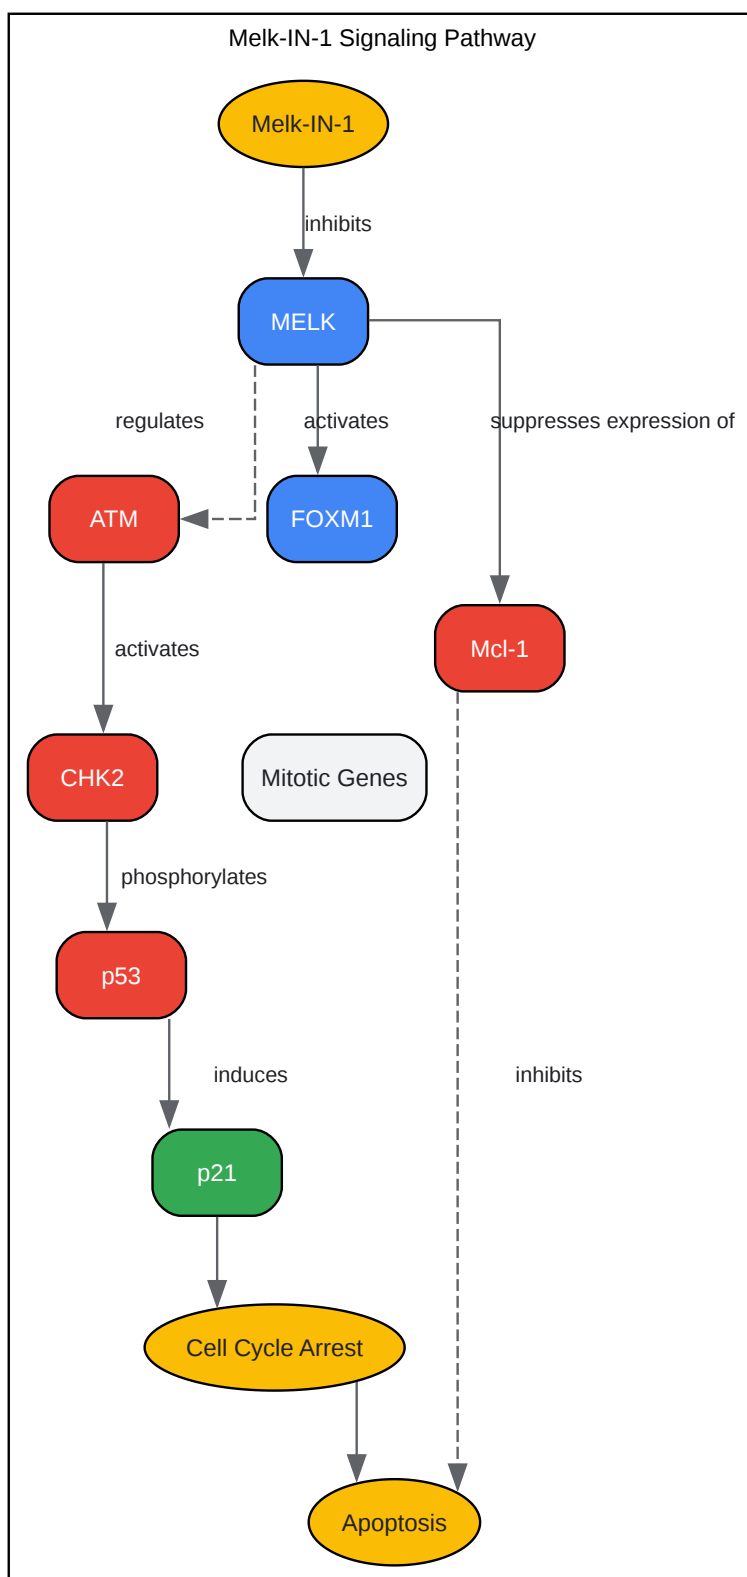 Melk-IN-1 Signaling Pathway
Melk-IN-1
inhibits
MELK
regulates
activates
suppresses expression of
ATM
FOXM1
activates
Mcl-1
CHK2
Mitotic Genes
phosphorylates
p53
induces
inhibits
p21
Cell Cycle Arrest
Apoptosis